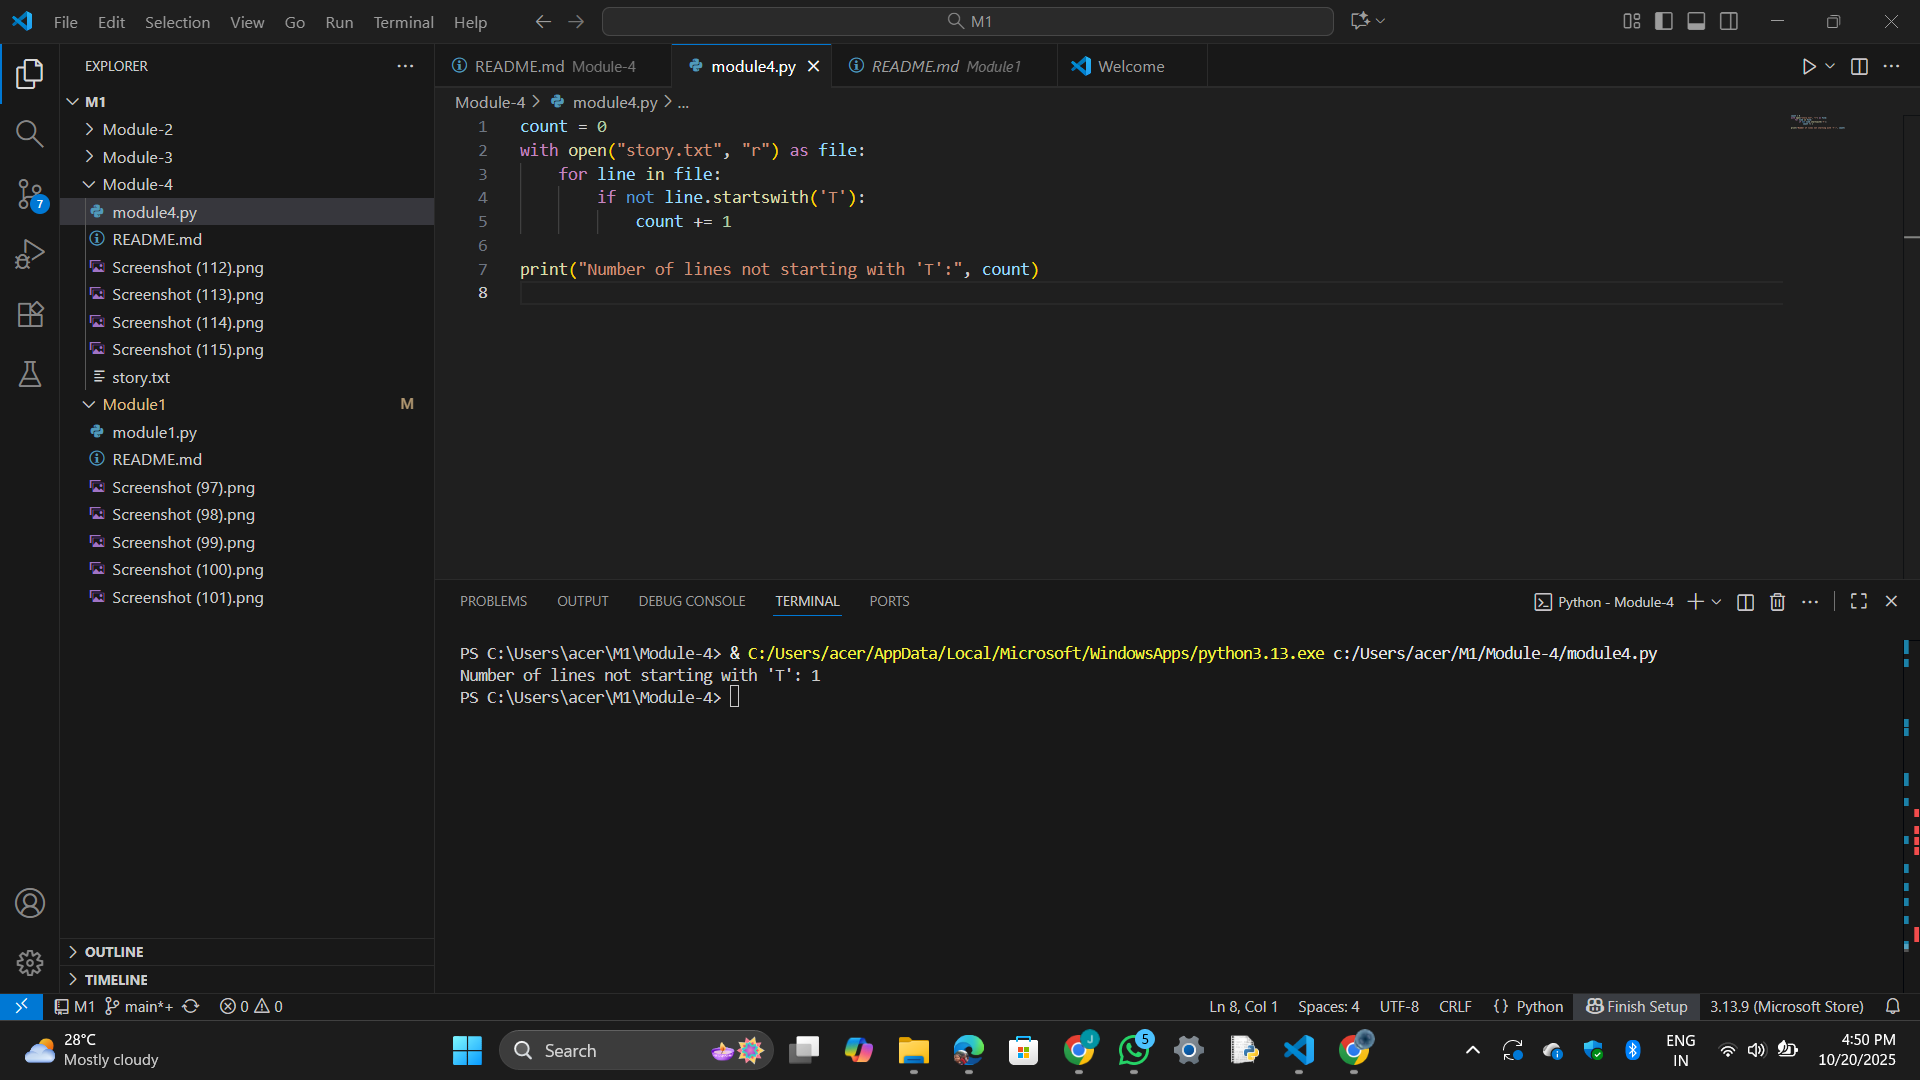 File Edit Selection View Go Run Terminal Help
M1
EXPLORER
M1
Module-2
Module-3
Module-4
module4.py
README.md
Screenshot (112).png
Screenshot (113).png
Screenshot (114).png
Screenshot (115).png
story.txt
Module1 M
module1.py
README.md
Screenshot (97).png
Screenshot (98).png
Screenshot (99).png
Screenshot (100).png
Screenshot (101).png
OUTLINE
TIMELINE
7
README.md Module-4 module4.py README.md Module1 Welcome
Module-4 > module4.py > ...
1 count = 0
2 with open("story.txt", "r") as file:
3 for line in file:
4 if not line.startswith('T'):
5 count += 1
6
7 print("Number of lines not starting with 'T':", count)
8
PROBLEMS OUTPUT DEBUG CONSOLE TERMINAL PORTS
Python - Module-4
PS C:\Users\acer\M1\Module-4> & C:/Users/acer/AppData/Local/Microsoft/WindowsApps/python3.13.exe c:/Users/acer/M1/Module-4/module4.py
Number of lines not starting with 'T': 1
PS C:\Users\acer\M1\Module-4>
M1 main*+ 0 0
Ln 8, Col 1 Spaces: 4 UTF-8 CRLF {} Python Finish Setup 3.13.9 (Microsoft Store)
28°C
Mostly cloudy
Search
J
5
ENG
IN
4:50 PM
10/20/2025